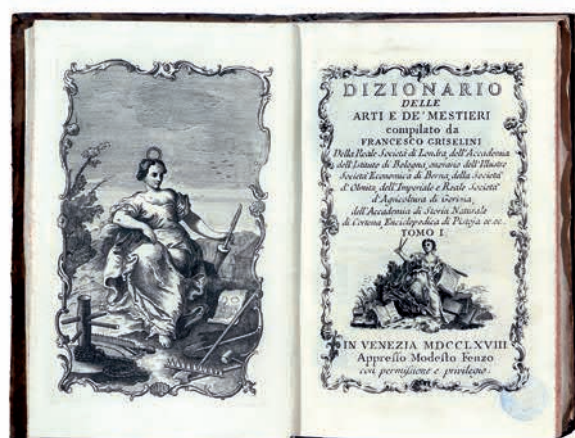 DIZIONARIO
DELLE
ARTI E DE' MESTIERI
compilato da
FRANCESCO GRISELINI
Della Reale Società di Londra, dell'Accademia
dell'Istituto di Bologna, onorario dell'Illustre
Società Economica di Berna, della Società
d'Olmitz, dell'Imperiale e Reale Società
d'Agricoltura di Gorizia,
dell'Accademia di Storia Naturale
di Cortona, Enciclopedica di Pistoja ec. ec.
TOMO I.
IN VENEZIA MDCCLXVIII
Appresso Modesto Fenzo
con permissione e privilegio.